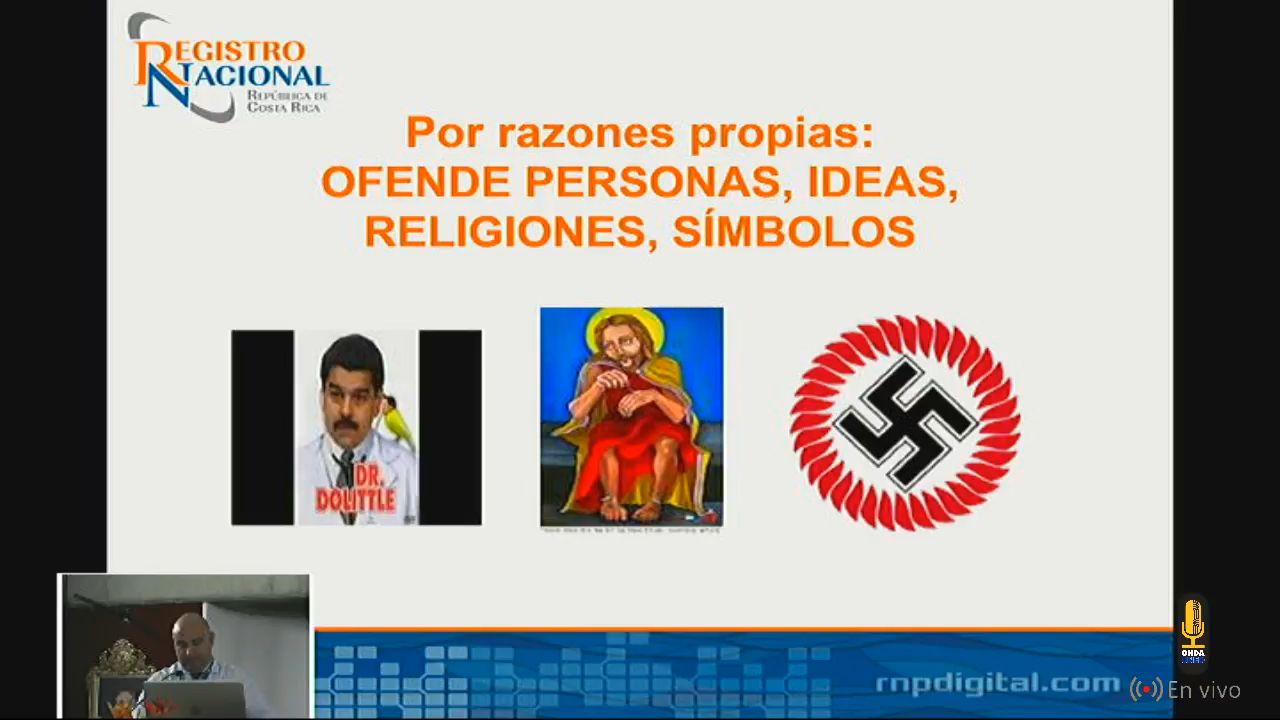 REGISTRO
NACIONAL
REPÚBLICA DE
COSTA RICA
Por razones propias:
OFENDE PERSONAS, IDEAS,
RELIGIONES, SÍMBOLOS
DR.
DOLITTLE
rnpdigital.com
ONDA
En vivo